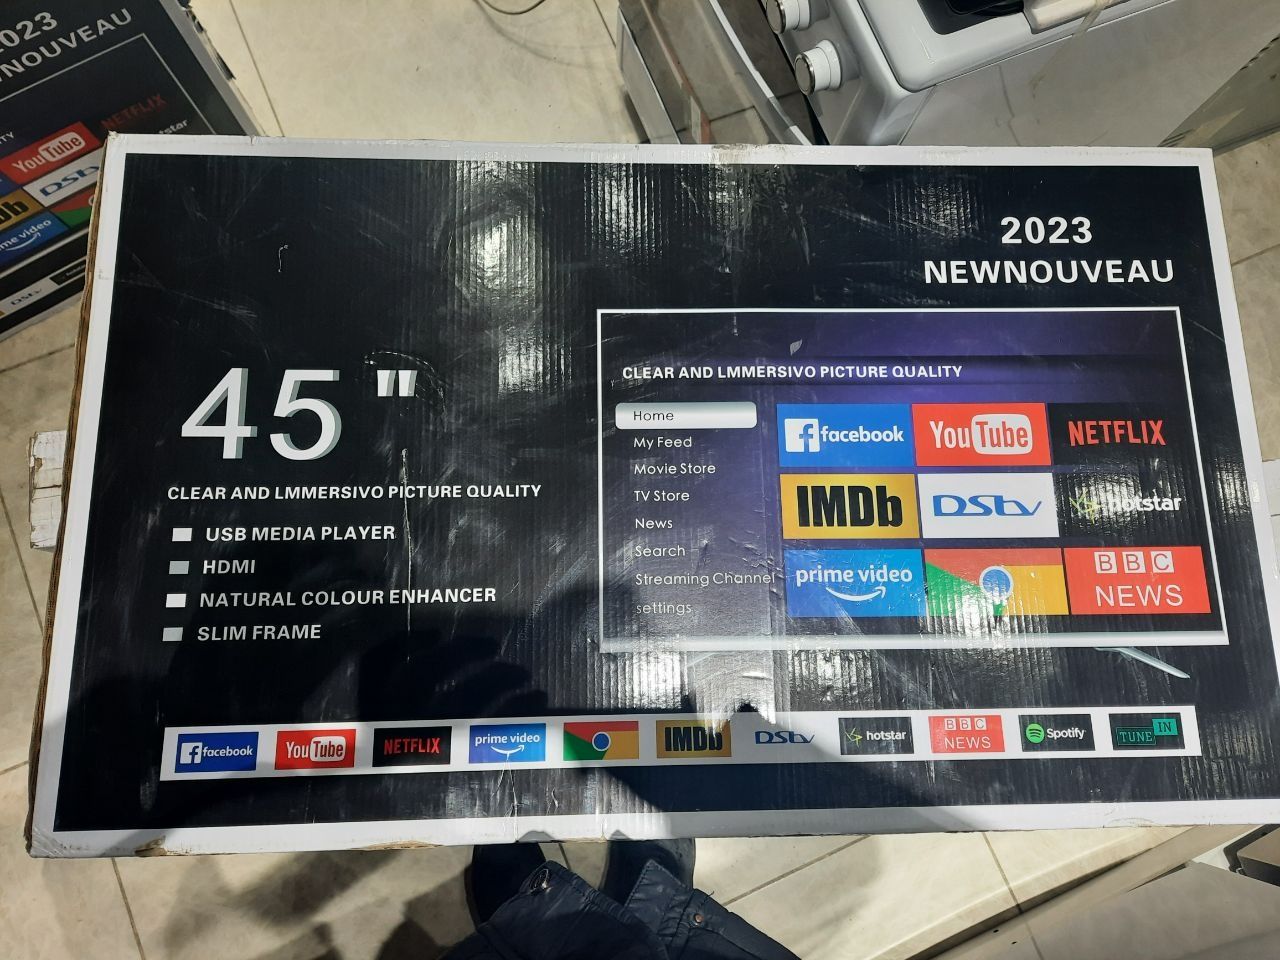 2023
NOUVEAU
NETFLIX
YouTube
DStv
2023
NEWNOUVEAU
45"
CLEAR AND LMMERSIVO PICTURE QUALITY
USB MEDIA PLAYER
HDMI
NATURAL COLOUR ENHANCER
SLIM FRAME
CLEAR AND LMMERSIVO PICTURE QUALITY
Home
My Feed
Movie Store
TV Store
News
Search
Streaming Channel
settings
facebook YouTube NETFLIX
IMDb DStv hotstar
prime video BBC NEWS
facebook YouTube NETFLIX prime video IMDb DStv hotstar BBC NEWS Spotify TUNE IN